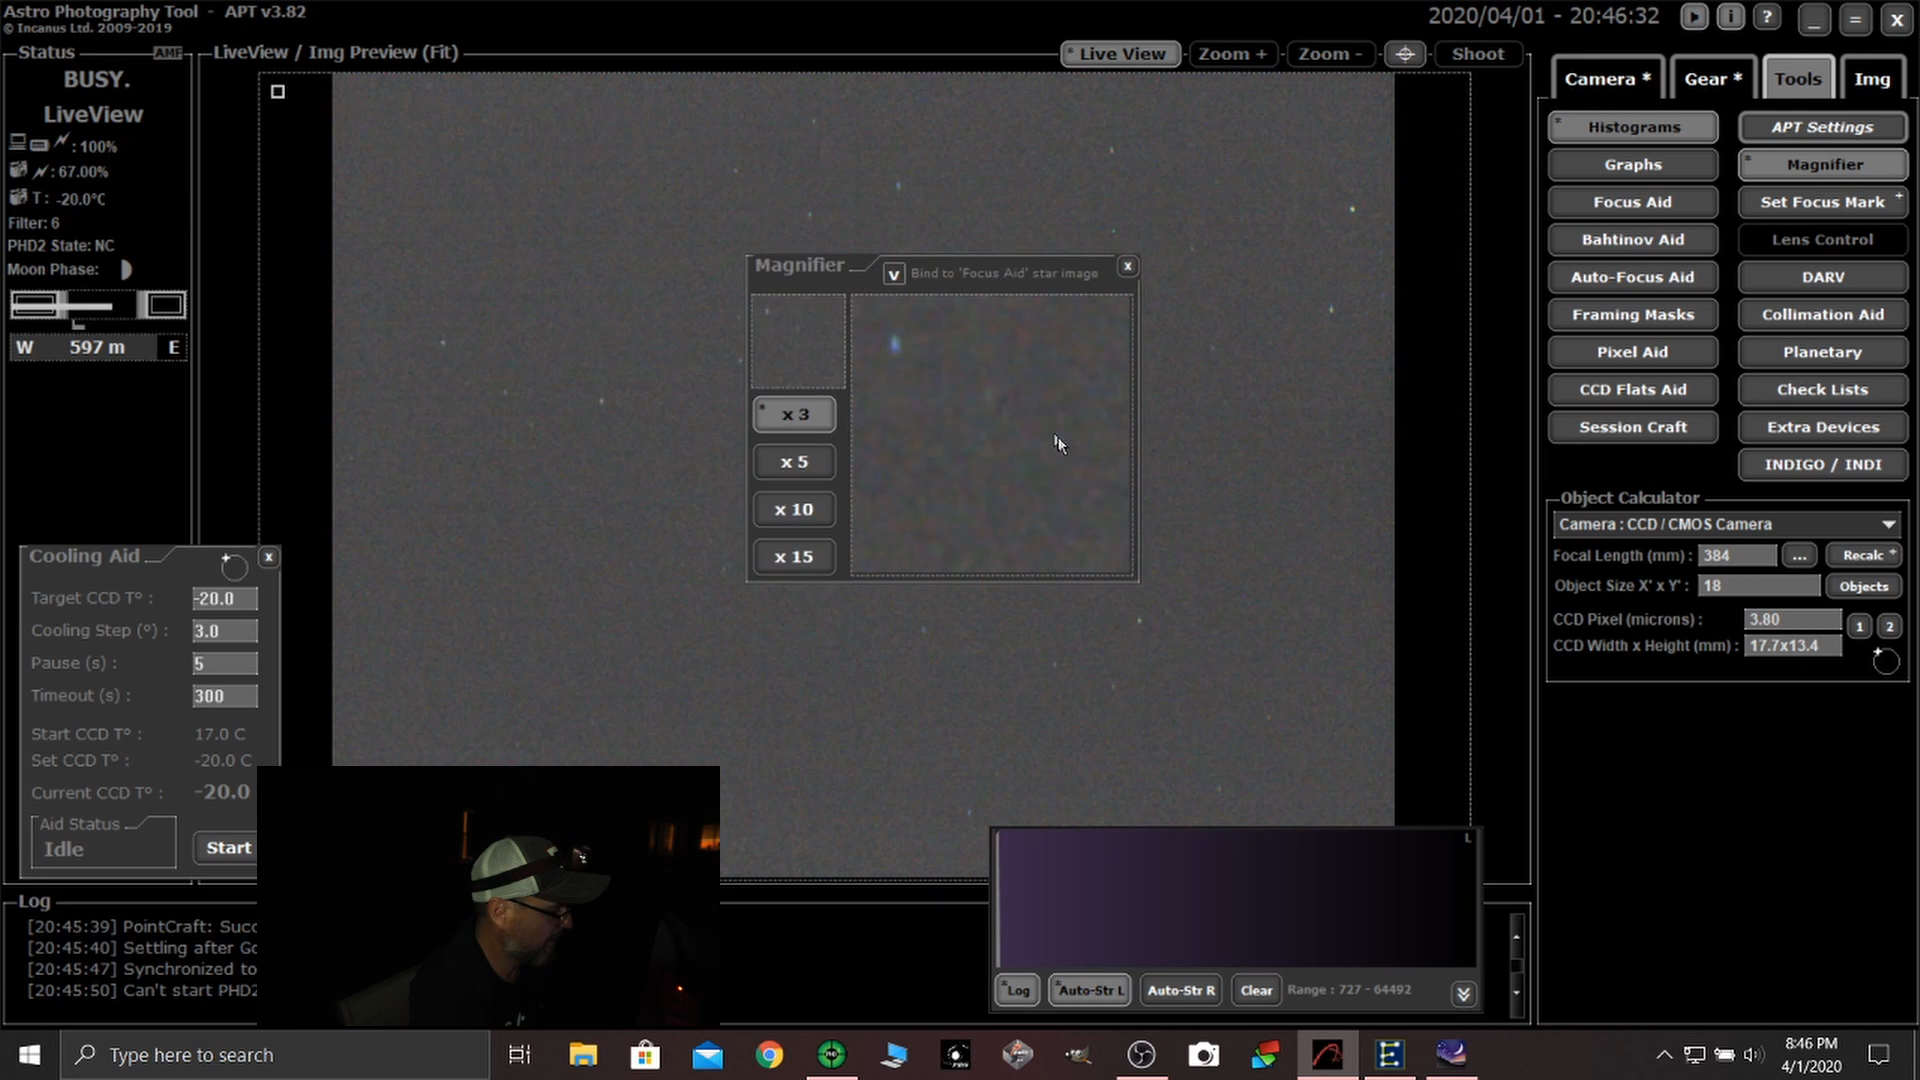 Astro Photography Tool - APT v3.82
© Incanus Ltd. 2009-2019
2020/04/01 - 20:46:32
i
?
X
Status
AMF
BUSY.
LiveView
: 100%
: 67.00%
T : -20.0°C
Filter: 6
PHD2 State: NC
Moon Phase:
W 597 m E
LiveView / Img Preview (Fit)
* Live View
Zoom +
Zoom -
Shoot
Magnifier
v Bind to 'Focus Aid' star image
x
* x 3
x 5
x 10
x 15
Camera *
Gear *
Tools
Img
* Histograms
APT Settings
Graphs
* Magnifier
Focus Aid
Set Focus Mark +
Bahtinov Aid
Lens Control
Auto-Focus Aid
DARV
Framing Masks
Collimation Aid
Pixel Aid
Planetary
CCD Flats Aid
Check Lists
Session Craft
Extra Devices
INDIGO / INDI
Object Calculator
Camera : CCD / CMOS Camera
Focal Length (mm) : 384 ... Recalc *
Object Size X' x Y' : 18 Objects
CCD Pixel (microns) : 3.80
1 2
CCD Width x Height (mm) : 17.7x13.4
Cooling Aid
x
Target CCD T° : -20.0
Cooling Step (°) : 3.0
Pause (s) : 5
Timeout (s) : 300
Start CCD T° : 17.0 C
Set CCD T° : -20.0 C
Current CCD T° : -20.0
Aid Status
Idle
Start
Log
[20:45:39] PointCraft: Succ
[20:45:40] Settling after Go
[20:45:47] Synchronized to
[20:45:50] Can't start PHD2
L
* Log
* Auto-Str L
Auto-Str R
Clear
Range : 727 - 64492
Type here to search
8:46 PM
4/1/2020